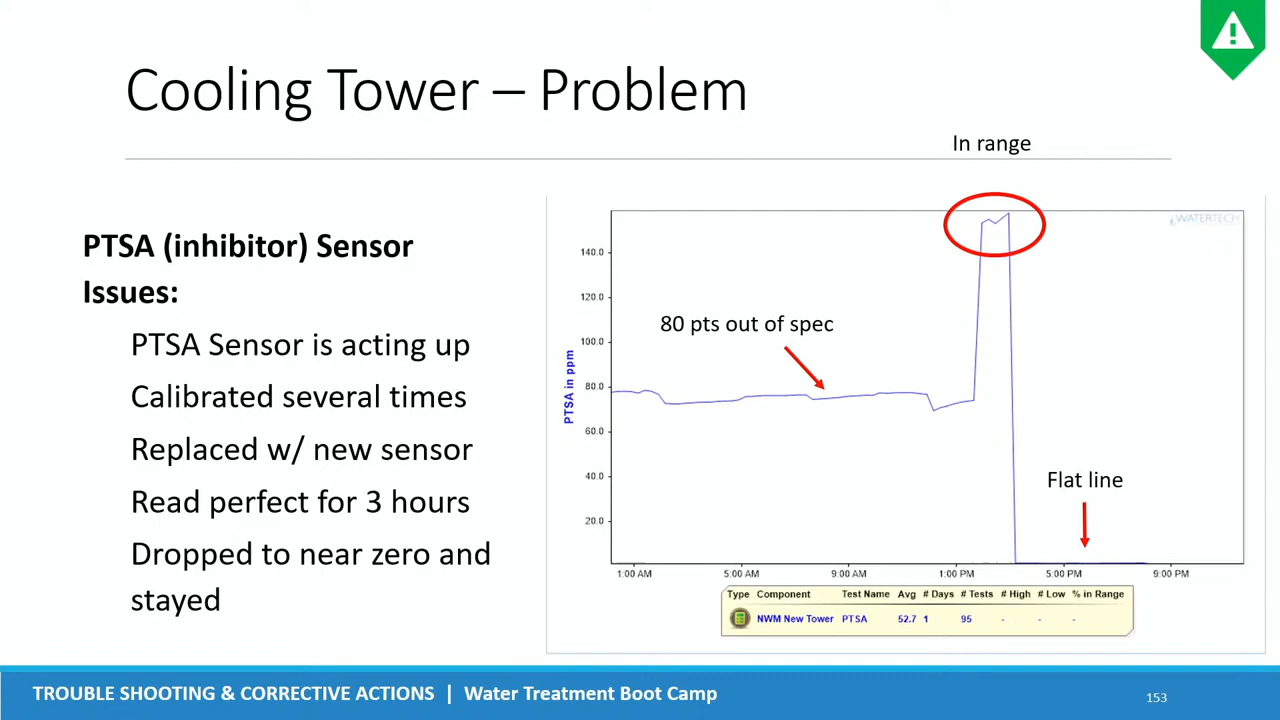 Cooling Tower – Problem
In range
PTSA (inhibitor) Sensor
Issues:
PTSA Sensor is acting up
Calibrated several times
Replaced w/ new sensor
Read perfect for 3 hours
Dropped to near zero and
stayed
WATERTECH
80 pts out of spec
Flat line
PTSA in ppm
140.0
120.0
100.0
80.0
60.0
40.0
20.0
1:00 AM 5:00 AM 9:00 AM 1:00 PM 5:00 PM 9:00 PM
Type Component Test Name Avg # Days # Tests # High # Low % in Range
NWM New Tower PTSA 52.7 1 95 - - -
TROUBLE SHOOTING & CORRECTIVE ACTIONS | Water Treatment Boot Camp
153